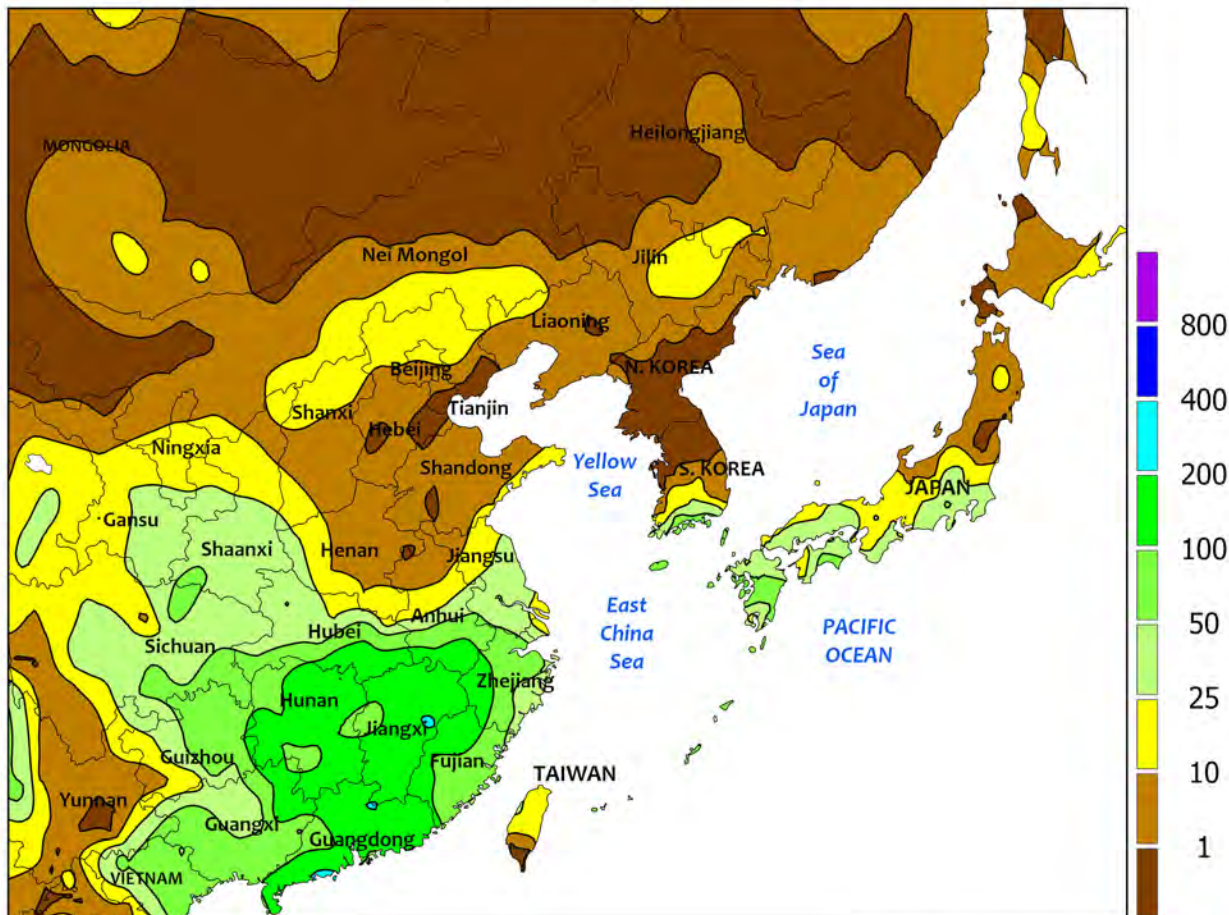 MONGOLIA
Heilongjiang
Nei Mongol
Jilin
Liaoning
Beijing
N. KOREA
Sea
of
Japan
Shanxi
Tianjin
Hebei
Ningxia
Shandong
Yellow
Sea
S. KOREA
JAPAN
Gansu
Shaanxi
Henan
Jiangsu
Anhui
Hubei
Sichuan
East
China
Sea
PACIFIC
OCEAN
Zhejiang
Hunan
Jiangxi
Guizhou
Fujian
TAIWAN
Yunnan
Guangxi
Guangdong
VIETNAM
800
400
200
100
50
25
10
1